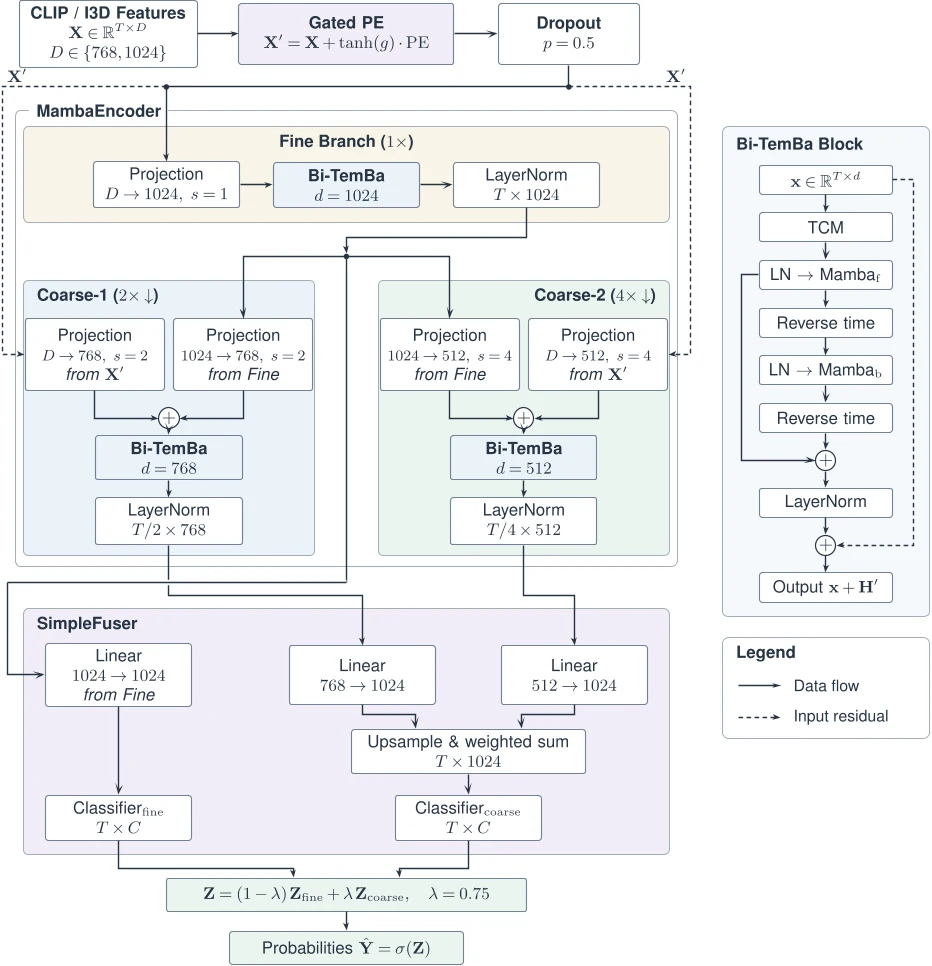 CLIP / I3D Features
X ∈ ℝ^{T×D}
D ∈ {768, 1024}
Gated PE
X′ = X + tanh(g) · PE
Dropout
p = 0.5
X′
X′
MambaEncoder
Fine Branch (1×)
Projection
D → 1024, s = 1
Bi-TemBa
d = 1024
LayerNorm
T × 1024
Coarse-1 (2× ↓)
Projection
D → 768, s = 2
from X′
Projection
1024 → 768, s = 2
from Fine
+
Bi-TemBa
d = 768
LayerNorm
T/2 × 768
Coarse-2 (4× ↓)
Projection
1024 → 512, s = 4
from Fine
Projection
D → 512, s = 4
from X′
+
Bi-TemBa
d = 512
LayerNorm
T/4 × 512
SimpleFuser
Linear
1024 → 1024
from Fine
Linear
768 → 1024
Linear
512 → 1024
Upsample & weighted sum
T × 1024
Classifier_fine
T × C
Classifier_coarse
T × C
Z = (1 − λ) Z_fine + λ Z_coarse, λ = 0.75
Probabilities Ŷ = σ(Z)
Bi-TemBa Block
x ∈ ℝ^{T×d}
TCM
LN → Mamba_f
Reverse time
LN → Mamba_b
Reverse time
+
LayerNorm
+
Output x + H′
Legend
Data flow
Input residual